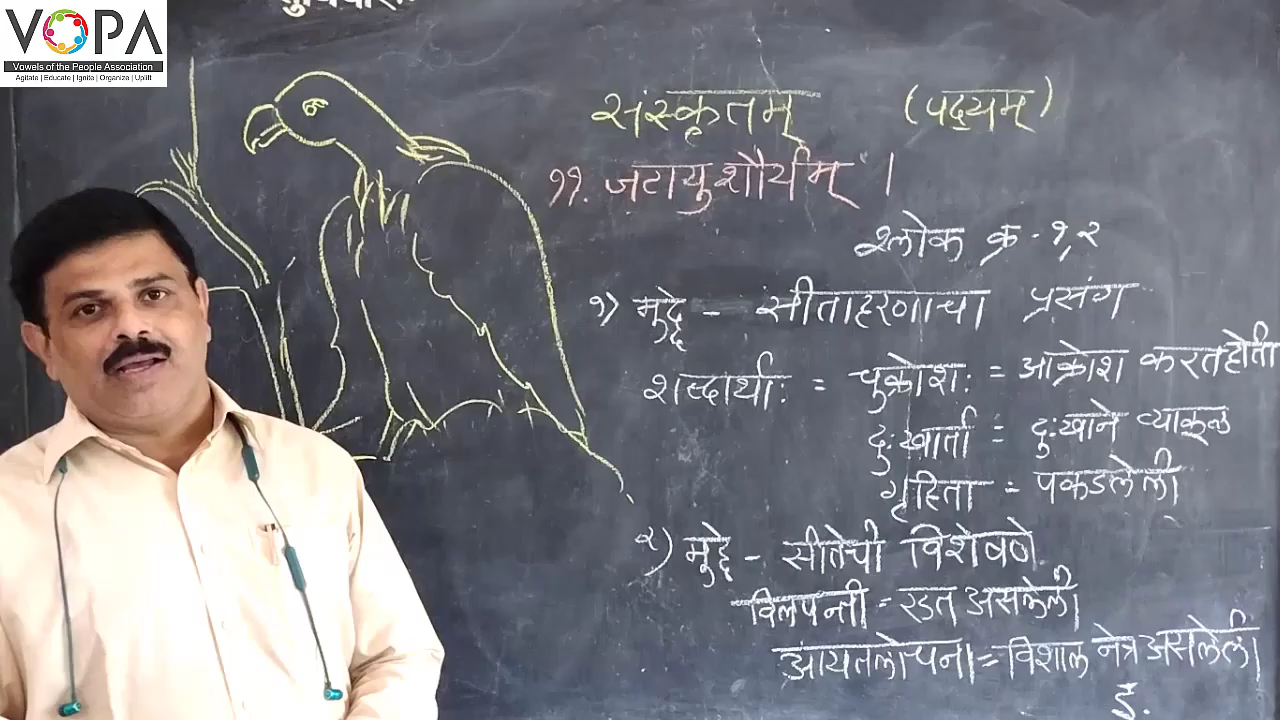 VOPA
Vowels of the People Association
Agitate | Educate | Ignite | Organize | Uplift
संस्कृतम् (पद्यम्)
११. जटायुशौर्यम् ।
श्लोक क्र - १,२
१) मुद्दे - सीताहरणाचा प्रसंग
शब्दार्थाः = चुक्रोशः = आक्रोश करत होती
दुःखार्ता = दुःखाने व्याकूल
गृहिता = पकडलेली
२) मुद्दे - सीतेची विशेषणे
विलपन्ती = रडत असलेली
आयतलोचना = विशाल नेत्र असलेली
इ.